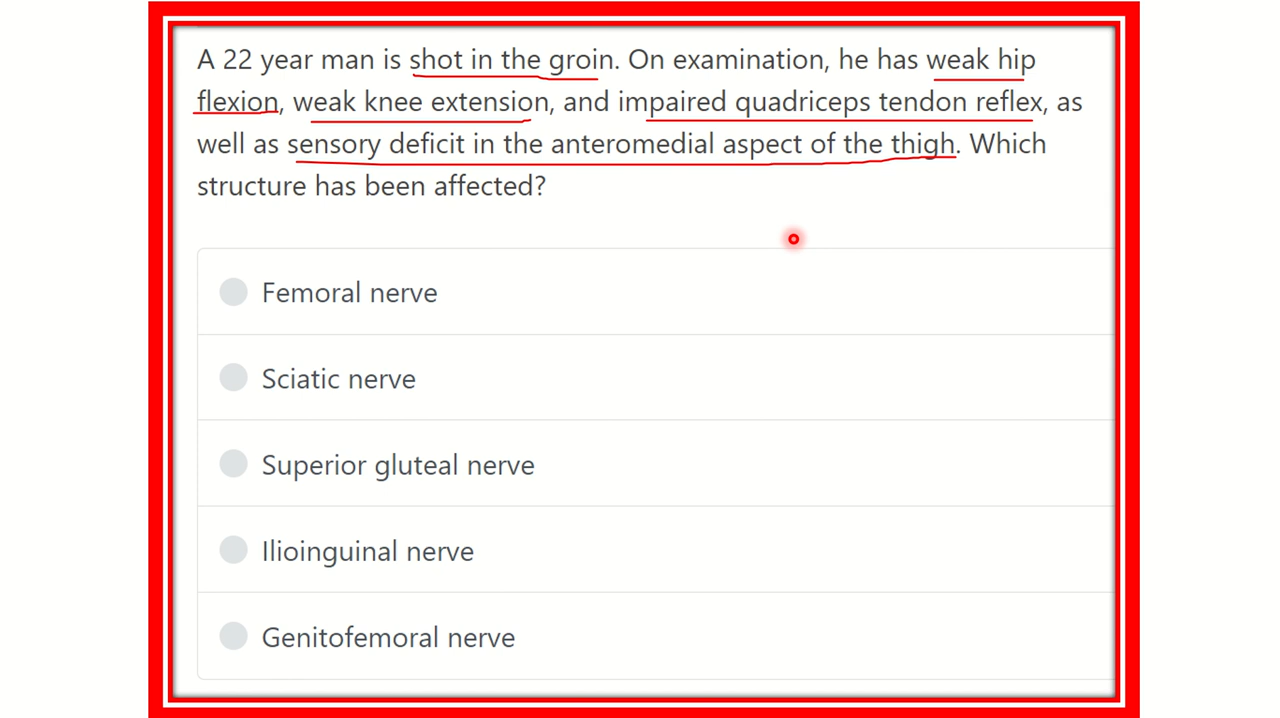 A 22 year man is shot in the groin. On examination, he has weak hip
flexion, weak knee extension, and impaired quadriceps tendon reflex, as
well as sensory deficit in the anteromedial aspect of the thigh. Which
structure has been affected?
Femoral nerve
Sciatic nerve
Superior gluteal nerve
Ilioinguinal nerve
Genitofemoral nerve